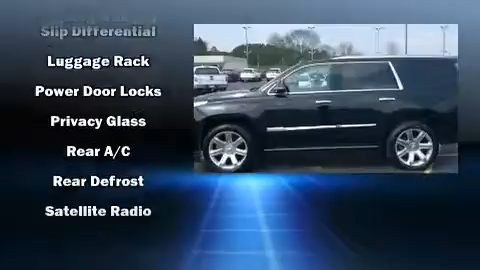 Slip Differential
Luggage Rack
Power Door Locks
Privacy Glass
Rear A/C
Rear Defrost
Satellite Radio